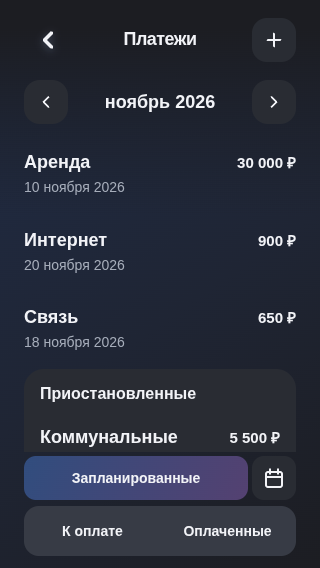 Платежи
ноябрь 2026
Аренда 30 000 ₽
10 ноября 2026
Интернет 900 ₽
20 ноября 2026
Связь 650 ₽
18 ноября 2026
Приостановленные
Коммунальные 5 500 ₽
Запланированные
К оплате Оплаченные